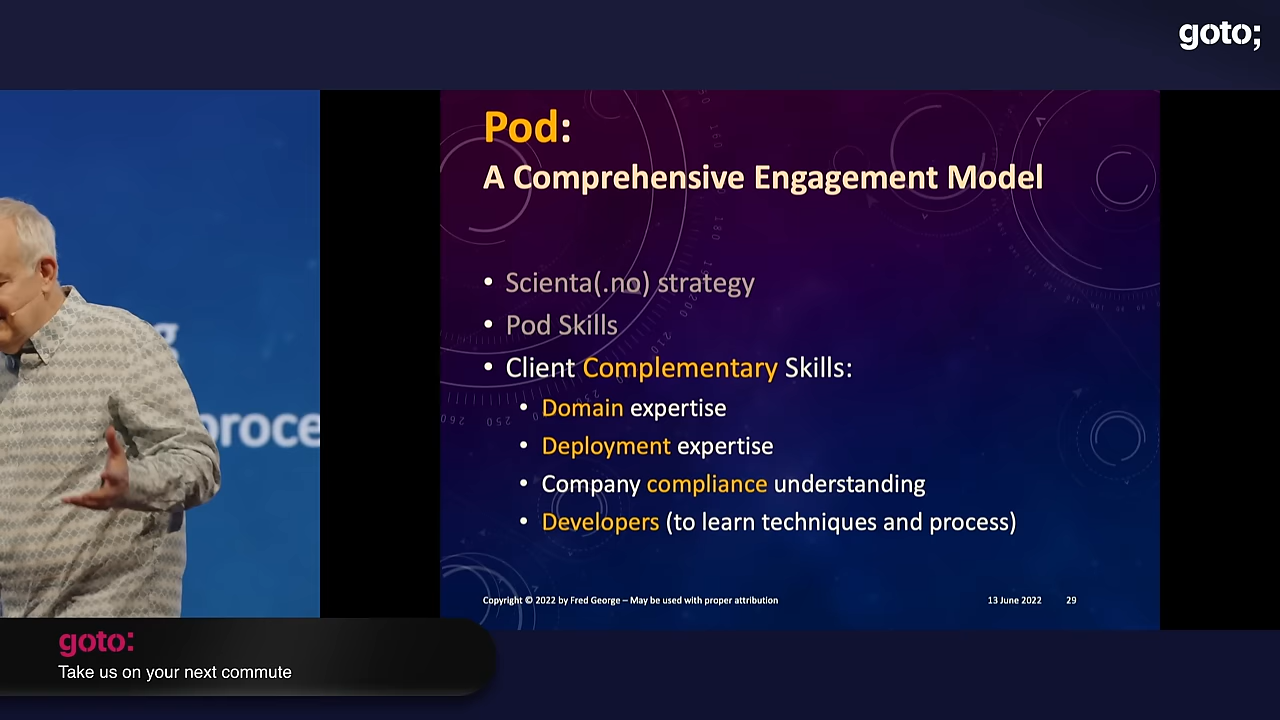 goto;
Pod:
A Comprehensive Engagement Model
• Scienta(.no) strategy
• Pod Skills
• Client Complementary Skills:
• Domain expertise
• Deployment expertise
• Company compliance understanding
• Developers (to learn techniques and process)
Copyright © 2022 by Fred George – May be used with proper attribution
13 June 2022
29
goto:
Take us on your next commute